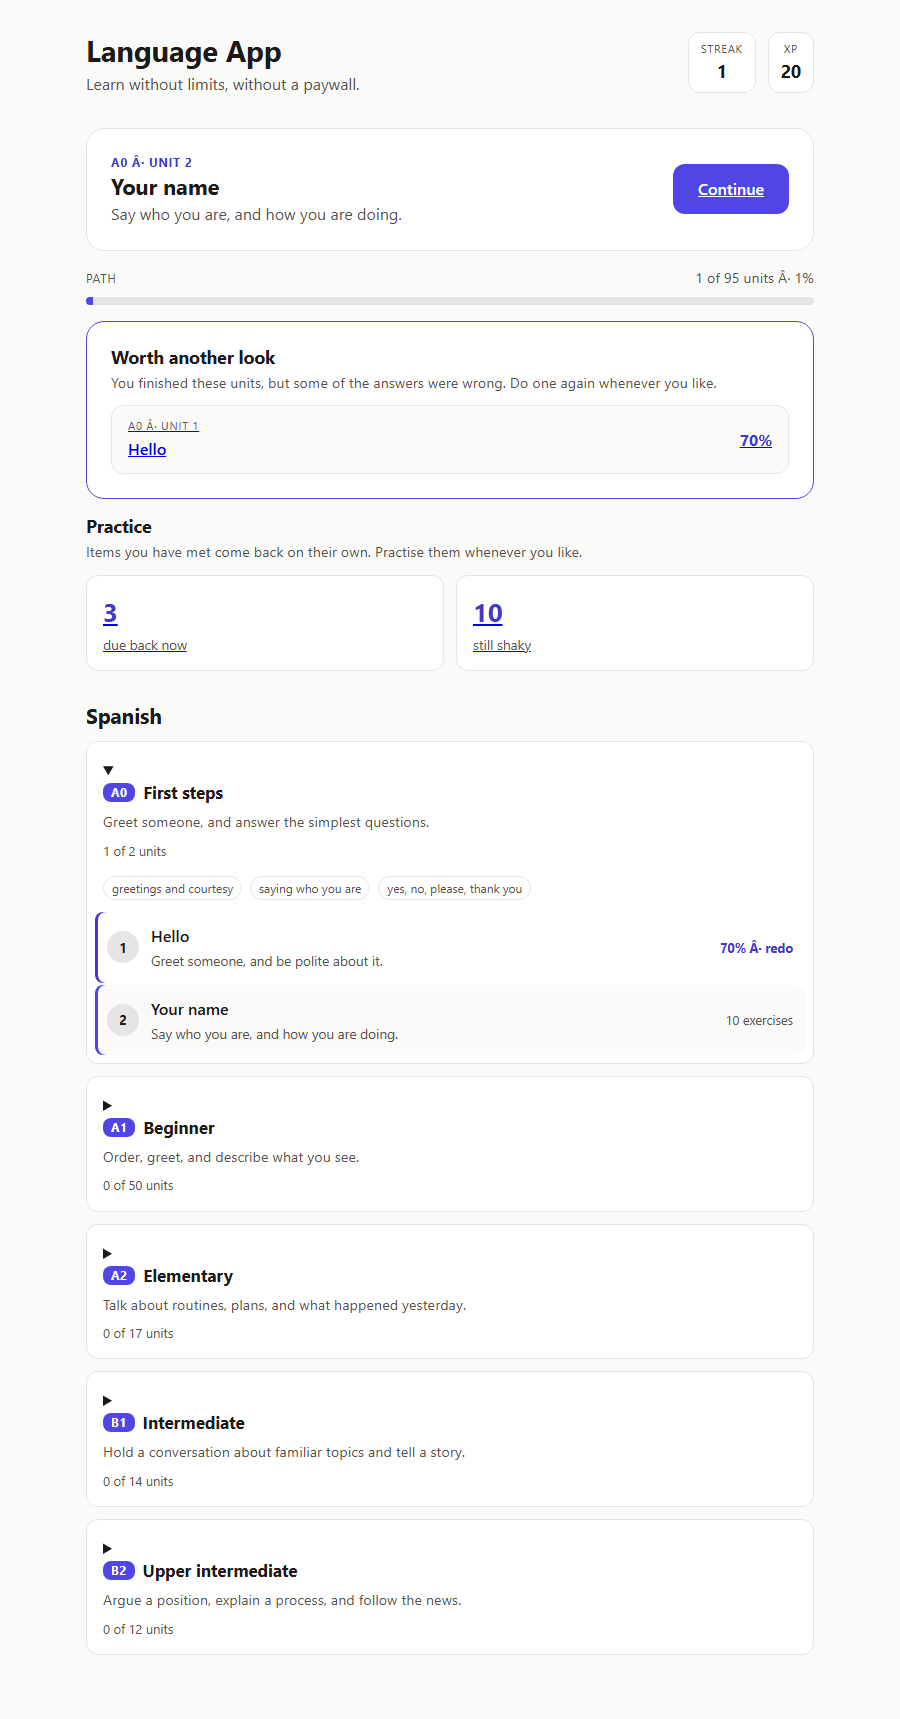 Language App
Learn without limits, without a paywall.
STREAK
1
XP
20
A0 Â· UNIT 2
Your name
Say who you are, and how you are doing.
Continue
PATH
1 of 95 units Â· 1%
Worth another look
You finished these units, but some of the answers were wrong. Do one again whenever you like.
A0 Â· UNIT 1
Hello
70%
Practice
Items you have met come back on their own. Practise them whenever you like.
3
due back now
10
still shaky
Spanish
A0 First steps
Greet someone, and answer the simplest questions.
1 of 2 units
greetings and courtesy
saying who you are
yes, no, please, thank you
1
Hello
Greet someone, and be polite about it.
70% Â· redo
2
Your name
Say who you are, and how you are doing.
10 exercises
A1 Beginner
Order, greet, and describe what you see.
0 of 50 units
A2 Elementary
Talk about routines, plans, and what happened yesterday.
0 of 17 units
B1 Intermediate
Hold a conversation about familiar topics and tell a story.
0 of 14 units
B2 Upper intermediate
Argue a position, explain a process, and follow the news.
0 of 12 units